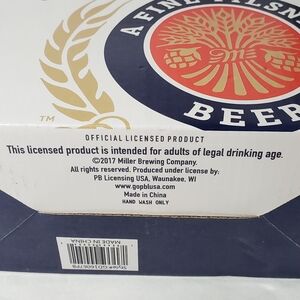 A FINE PILSNER
BEER
TM
OFFICIAL LICENSED PRODUCT
This licensed product is intended for adults of legal drinking age.
©2017 Miller Brewing Company.
All rights reserved. Produced under license by:
PB Licensing USA, Waunakee, WI
www.gopblusa.com
Made in China
HAND WASH ONLY
MADE IN CHINA